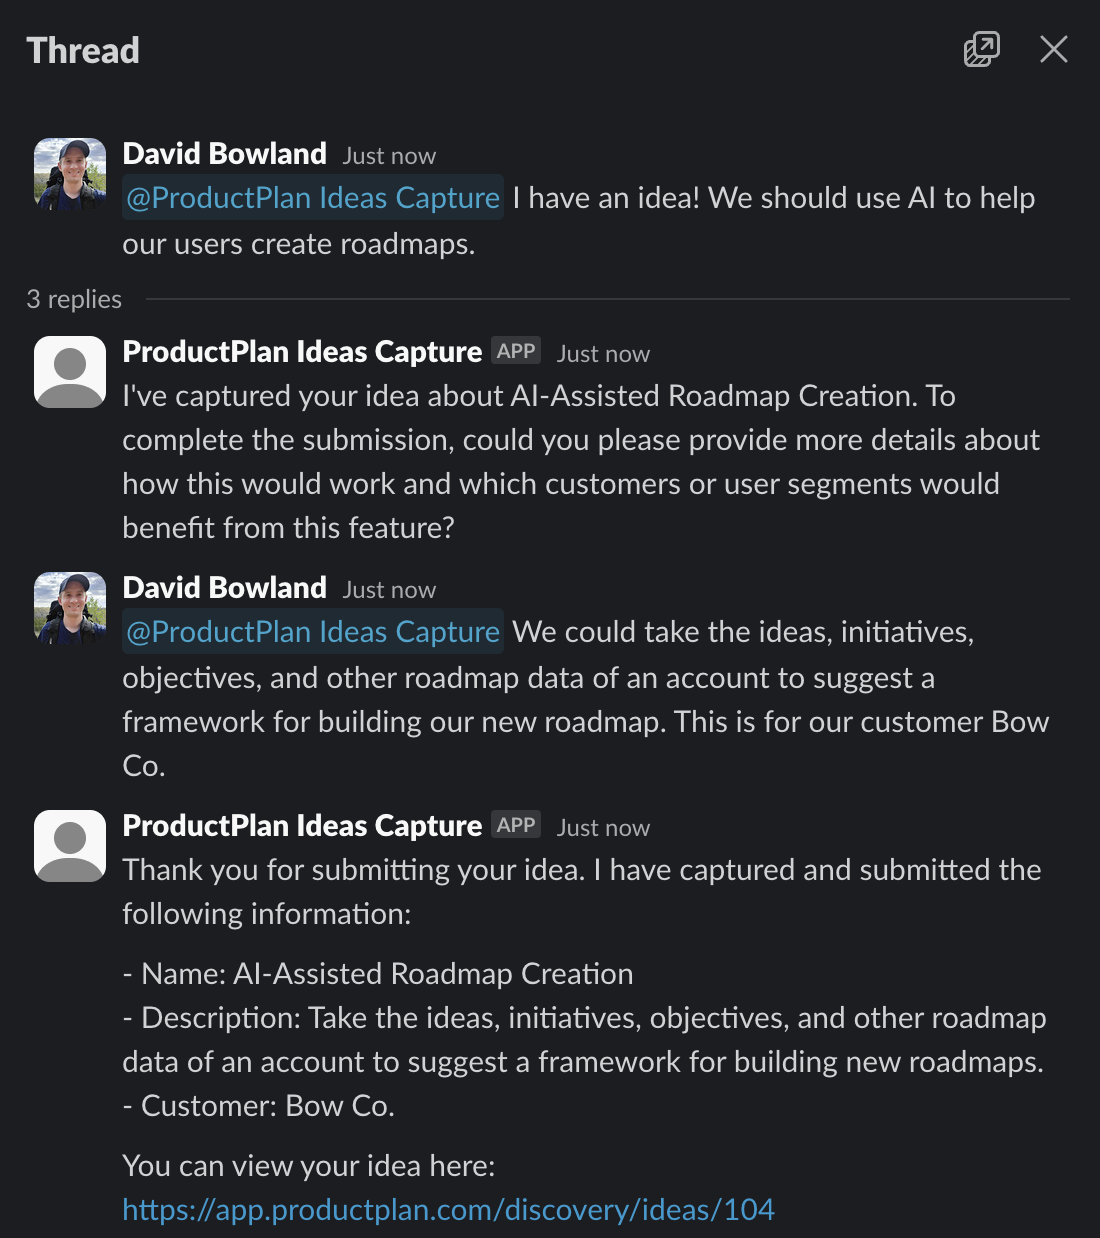 Thread
David Bowland Just now
@ProductPlan Ideas Capture I have an idea! We should use AI to help
our users create roadmaps.
3 replies
ProductPlan Ideas Capture APP Just now
I've captured your idea about AI-Assisted Roadmap Creation. To
complete the submission, could you please provide more details about
how this would work and which customers or user segments would
benefit from this feature?
David Bowland Just now
@ProductPlan Ideas Capture We could take the ideas, initiatives,
objectives, and other roadmap data of an account to suggest a
framework for building our new roadmap. This is for our customer Bow
Co.
ProductPlan Ideas Capture APP Just now
Thank you for submitting your idea. I have captured and submitted the
following information:
- Name: AI-Assisted Roadmap Creation
- Description: Take the ideas, initiatives, objectives, and other roadmap
data of an account to suggest a framework for building new roadmaps.
- Customer: Bow Co.
You can view your idea here:
https://app.productplan.com/discovery/ideas/104